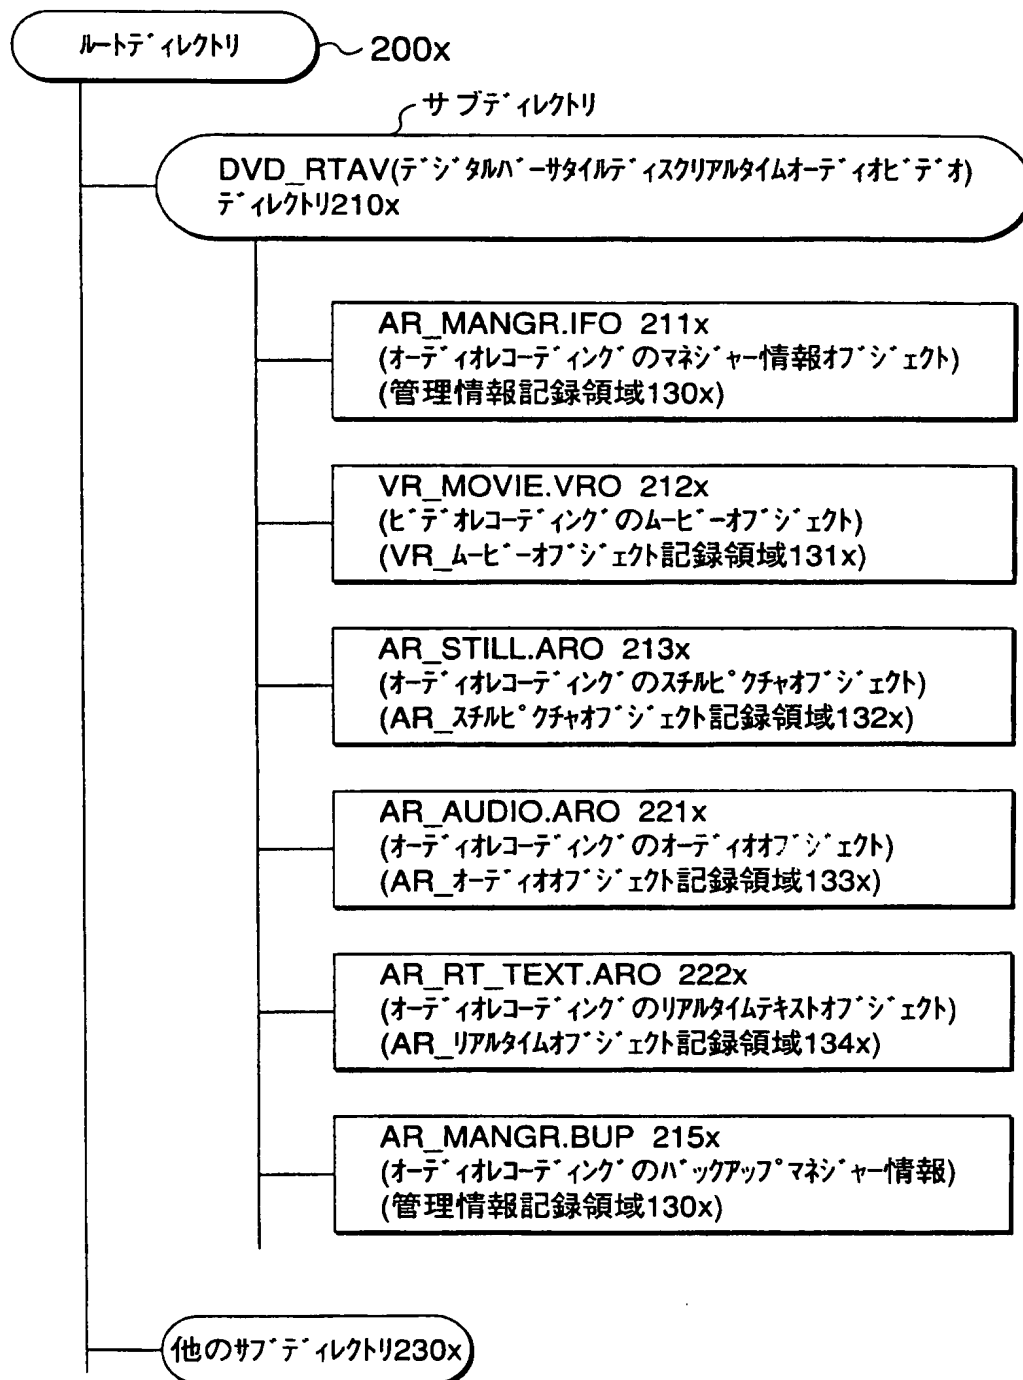 ルートディレクトリ
200x
サブディレクトリ
DVD_RTAV(デジタルバーサタイルディスクリアルタイムオーディオビデオ)
ディレクトリ210x
AR_MANGR.IFO 211x
(オーディオレコーディングのマネジャー情報オブジェクト)
(管理情報記録領域130x)
VR_MOVIE.VRO 212x
(ビデオレコーディングのムービーオブジェクト)
(VR_ムービーオブジェクト記録領域131x)
AR_STILL.ARO 213x
(オーディオレコーディングのスチルピクチャオブジェクト)
(AR_スチルピクチャオブジェクト記録領域132x)
AR_AUDIO.ARO 221x
(オーディオレコーディングのオーディオオブジェクト)
(AR_オーディオオブジェクト記録領域133x)
AR_RT_TEXT.ARO 222x
(オーディオレコーディングのリアルタイムテキストオブジェクト)
(AR_リアルタイムオブジェクト記録領域134x)
AR_MANGR.BUP 215x
(オーディオレコーディングのバックアップマネジャー情報)
(管理情報記録領域130x)
他のサブディレクトリ230x